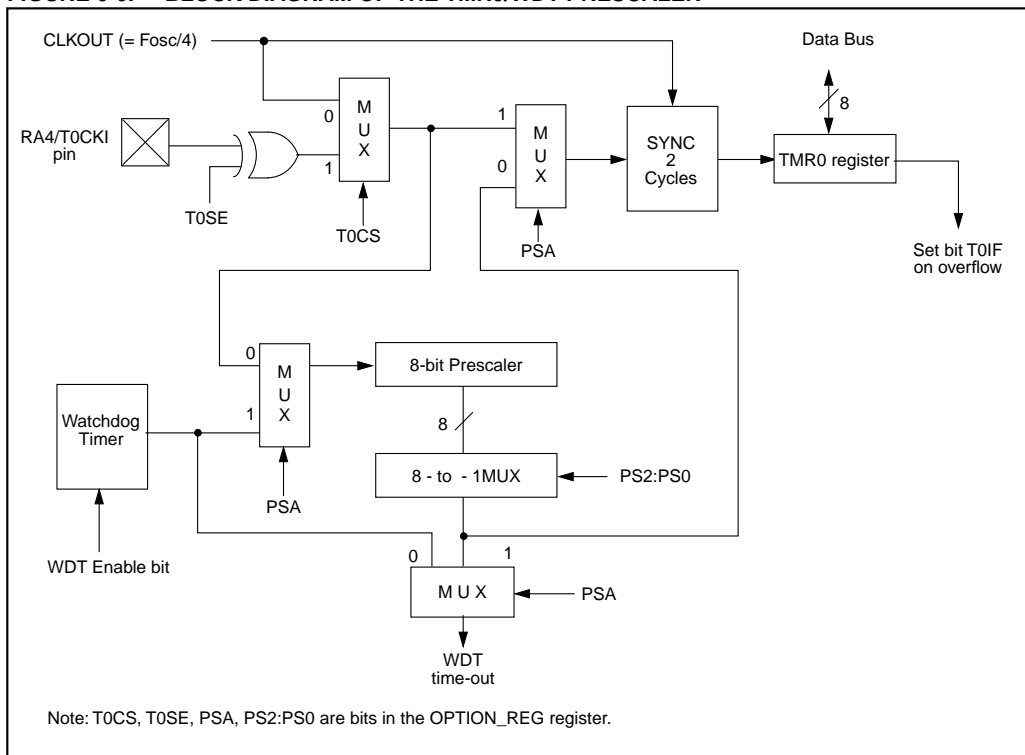 CLKOUT (= Fosc/4)
Data Bus
8
RA4/T0CKI
pin
T0SE
0
1
M
U
X
T0CS
1
0
M
U
X
PSA
SYNC
2
Cycles
TMR0 register
Set bit T0IF
on overflow
0
1
M
U
X
PSA
8-bit Prescaler
8
Watchdog
Timer
WDT Enable bit
8 - to - 1MUX
PS2:PS0
0
1
M U X
PSA
WDT
time-out
Note: T0CS, T0SE, PSA, PS2:PS0 are bits in the OPTION_REG register.